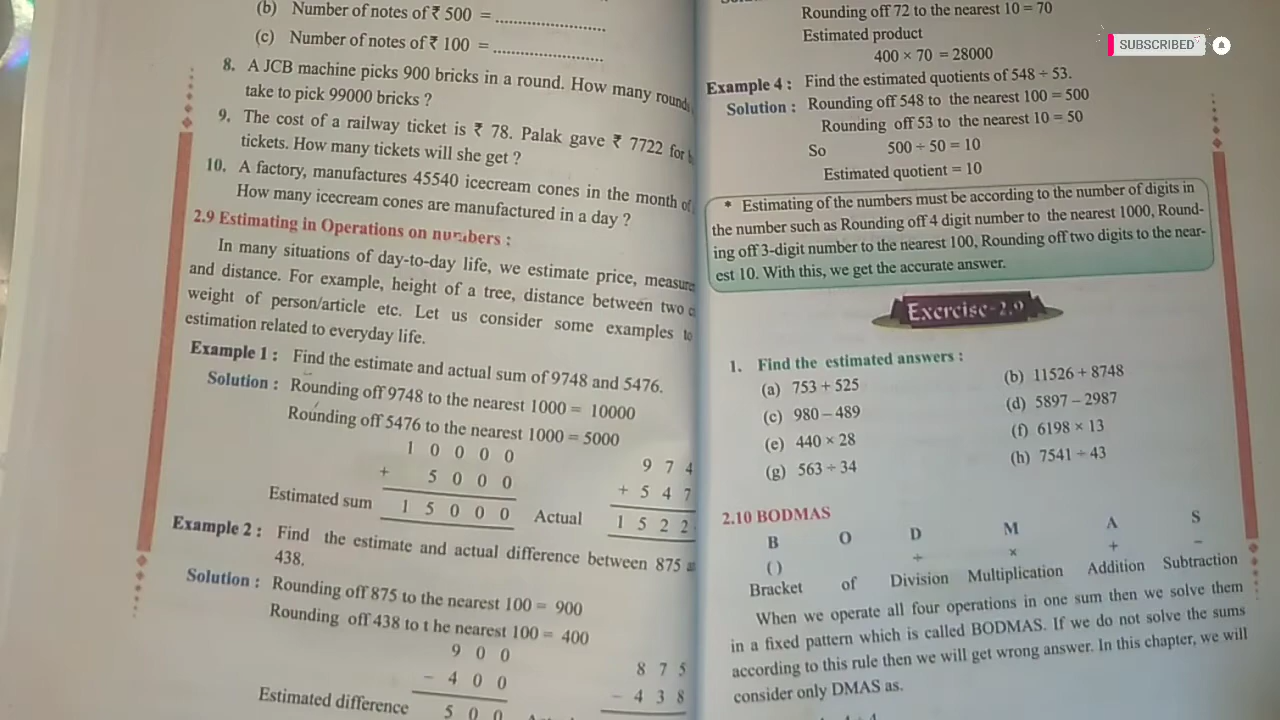 (b) Number of notes of ₹ 500 = ..............................
(c) Number of notes of ₹ 100 = ..............................
8. A JCB machine picks 900 bricks in a round. How many rounds
take to pick 99000 bricks ?
9. The cost of a railway ticket is ₹ 78. Palak gave ₹ 7722 for
tickets. How many tickets will she get ?
10. A factory, manufactures 45540 icecream cones in the month of
How many icecream cones are manufactured in a day ?
2.9 Estimating in Operations on numbers :
In many situations of day-to-day life, we estimate price, measure
and distance. For example, height of a tree, distance between two
weight of person/article etc. Let us consider some examples to
estimation related to everyday life.
Example 1 : Find the estimate and actual sum of 9748 and 5476.
Solution : Rounding off 9748 to the nearest 1000 = 10000
Rounding off 5476 to the nearest 1000 = 5000
1 0 0 0 0 9 7 4
+ 5 0 0 0 + 5 4 7
Estimated sum 1 5 0 0 0 Actual 1 5 2 2
Example 2 : Find the estimate and actual difference between 875
438.
Solution : Rounding off 875 to the nearest 100 = 900
Rounding off 438 to t he nearest 100 = 400
9 0 0 8 7 5
− 4 0 0 − 4 3 8
Estimated difference 5 0 0
Rounding off 72 to the nearest 10 = 70
Estimated product
400 × 70 = 28000
Example 4 : Find the estimated quotients of 548 ÷ 53.
Solution : Rounding off 548 to the nearest 100 = 500
Rounding off 53 to the nearest 10 = 50
So 500 ÷ 50 = 10
Estimated quotient = 10
* Estimating of the numbers must be according to the number of digits in
the number such as Rounding off 4 digit number to the nearest 1000, Round-
ing off 3-digit number to the nearest 100, Rounding off two digits to the near-
est 10. With this, we get the accurate answer.
Exercise-2.9
1. Find the estimated answers :
(a) 753 + 525 (b) 11526 + 8748
(c) 980 – 489 (d) 5897 – 2987
(e) 440 × 28 (f) 6198 × 13
(g) 563 ÷ 34 (h) 7541 ÷ 43
2.10 BODMAS
B O D M A S
( ) ÷ × + −
Bracket of Division Multiplication Addition Subtraction
When we operate all four operations in one sum then we solve them
in a fixed pattern which is called BODMAS. If we do not solve the sums
according to this rule then we will get wrong answer. In this chapter, we will
consider only DMAS as.
SUBSCRIBED